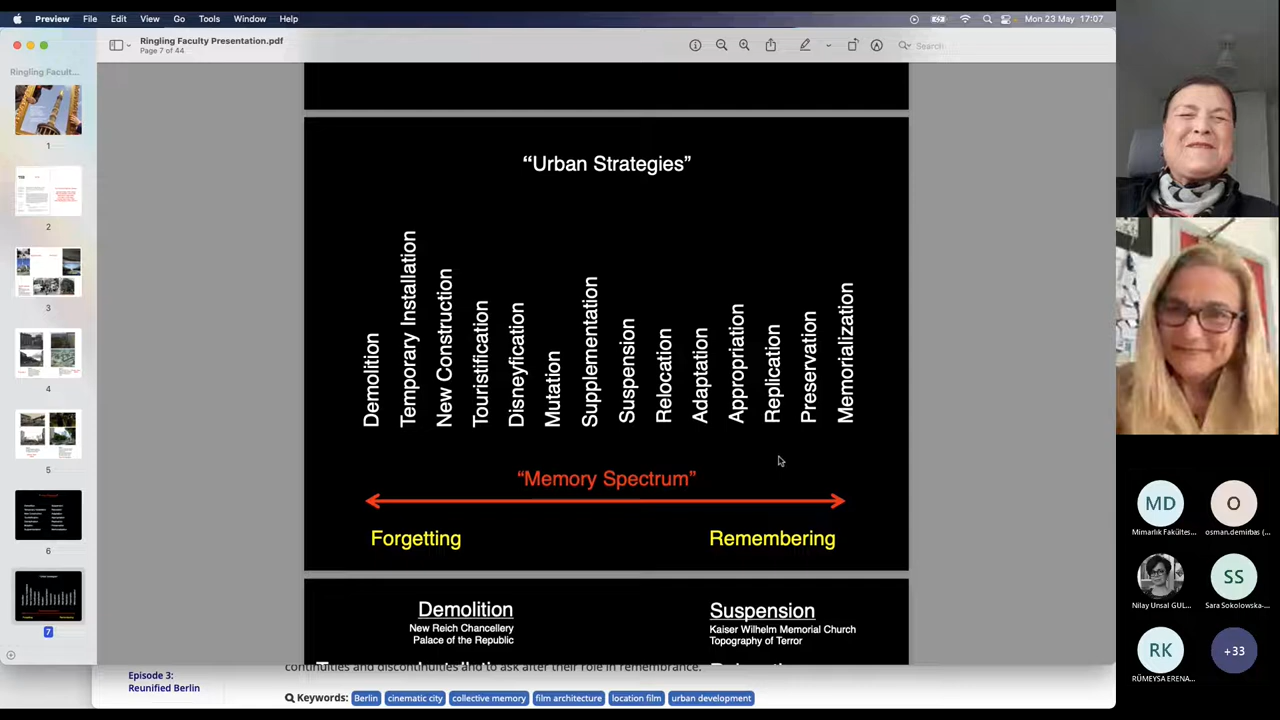 Preview File Edit View Go Tools Window Help
Mon 23 May 17:07
Ringling Faculty Presentation.pdf
Page 7 of 44
Search
Ringling Facult...
1
2
3
4
5
6
7
“Urban Strategies”
Demolition
Temporary Installation
New Construction
Touristification
Disneyfication
Mutation
Supplementation
Suspension
Relocation
Adaptation
Appropriation
Replication
Preservation
Memorialization
“Memory Spectrum”
Forgetting
Remembering
Demolition
New Reich Chancellery
Palace of the Republic
Suspension
Kaiser Wilhelm Memorial Church
Topography of Terror
continuities and discontinuities and to ask after their role in remembrance.
Episode 3:
Reunified Berlin
Keywords: Berlin cinematic city collective memory film architecture location film urban development
MD
Mimarlık Fakültes...
O
osman.demirbas (...
Nilay Unsal GUL...
SS
Sara Sokolowska-...
RK
RÜMEYSA ERENA...
+33